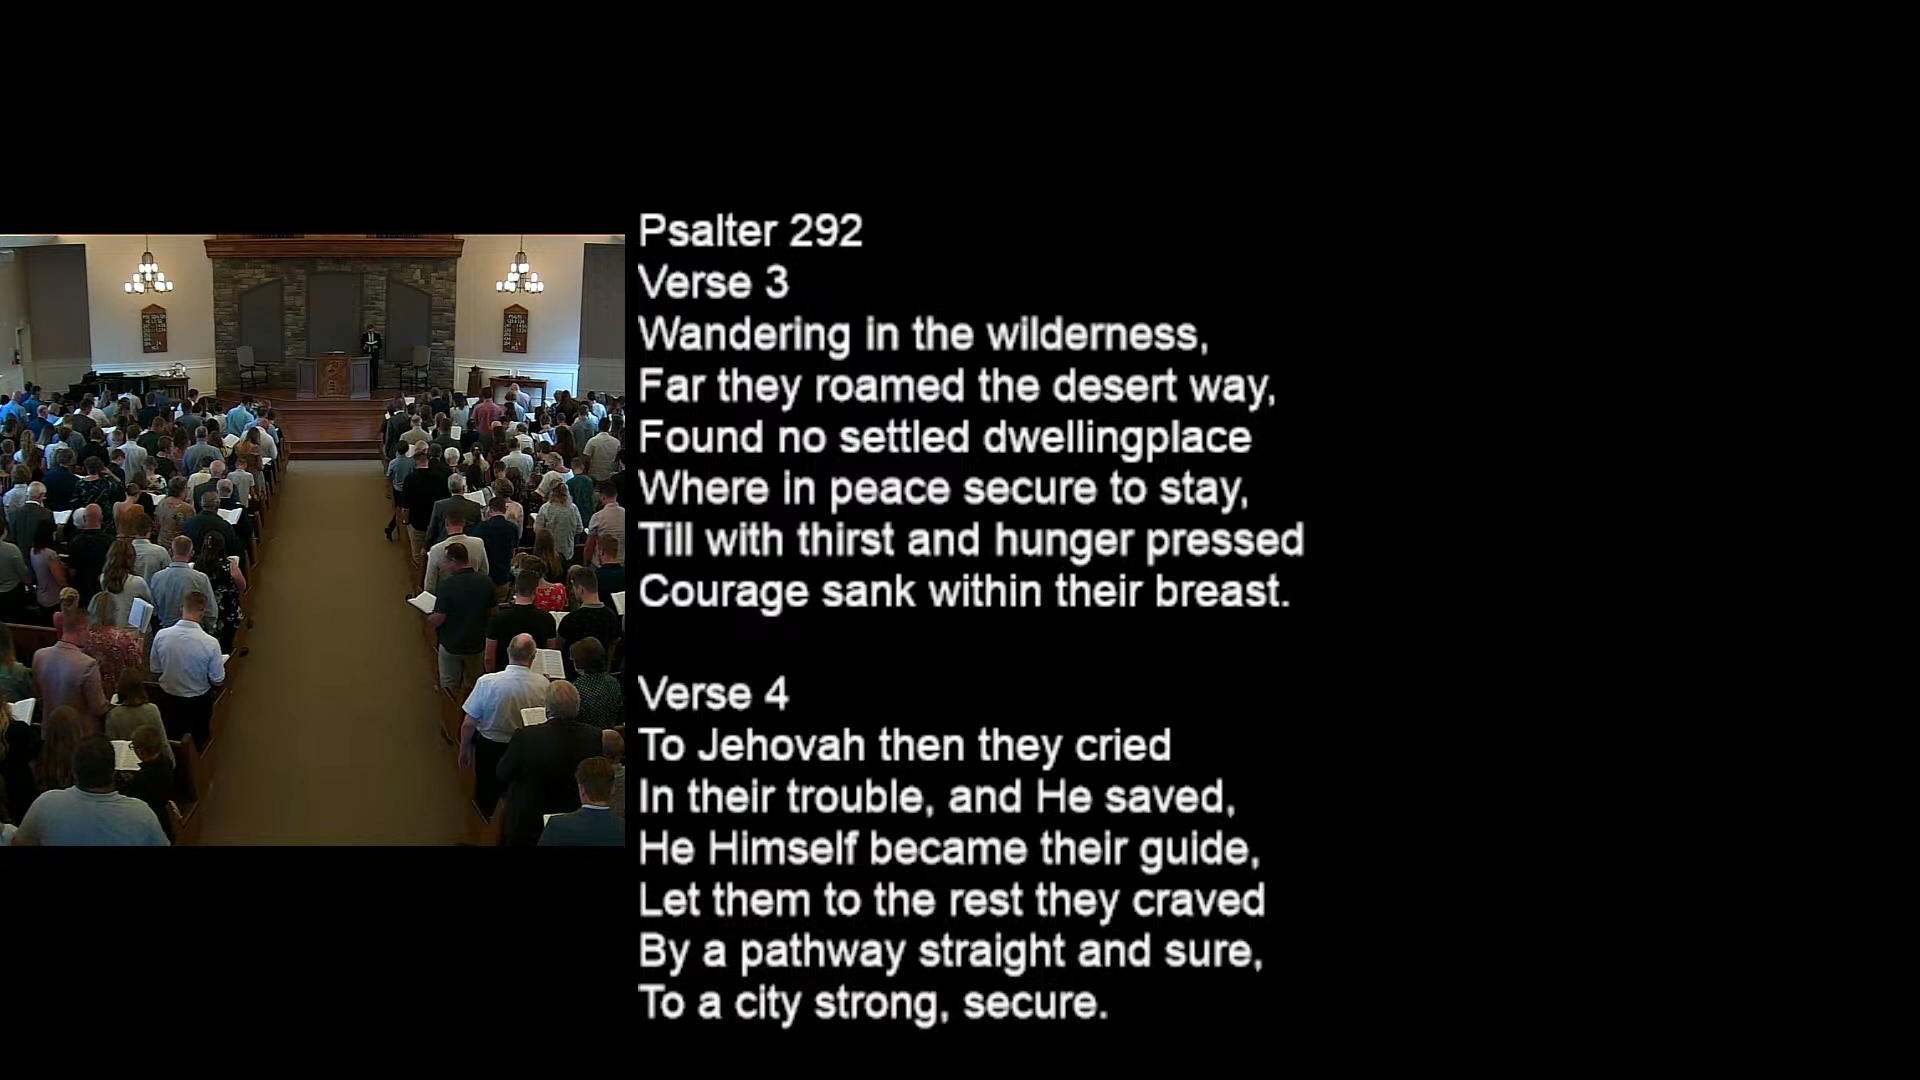 Psalter 292
Verse 3
Wandering in the wilderness,
Far they roamed the desert way,
Found no settled dwellingplace
Where in peace secure to stay,
Till with thirst and hunger pressed
Courage sank within their breast.
Verse 4
To Jehovah then they cried
In their trouble, and He saved,
He Himself became their guide,
Let them to the rest they craved
By a pathway straight and sure,
To a city strong, secure.